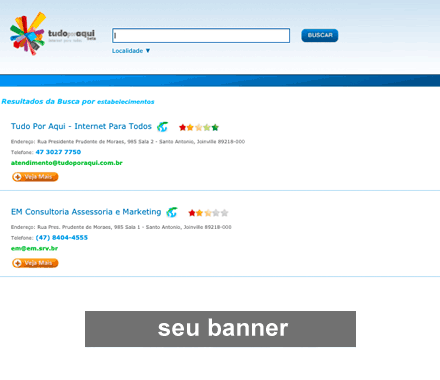 tudoporaqui
beta
BUSCAR
Localidade ▼
Resultados da Busca por estabelecimentos
Tudo Por Aqui - Internet Para Todos
Endereço: Rua Presidente Prudente de Moraes, 985 Sala 2 - Santo Antonio, Joinville 89218-000
Telefone: 47 3027 7750
atendimento@tudoporaqui.com.br
Veja Mais
EM Consultoria Assessoria e Marketing
Endereço: Rua Pres. Prudente de Moraes, 985 Sala 1 - Santo Antonio, Joinville 89218-000
Telefone: (47) 8404-4555
em@em.srv.br
Veja Mais
seu banner